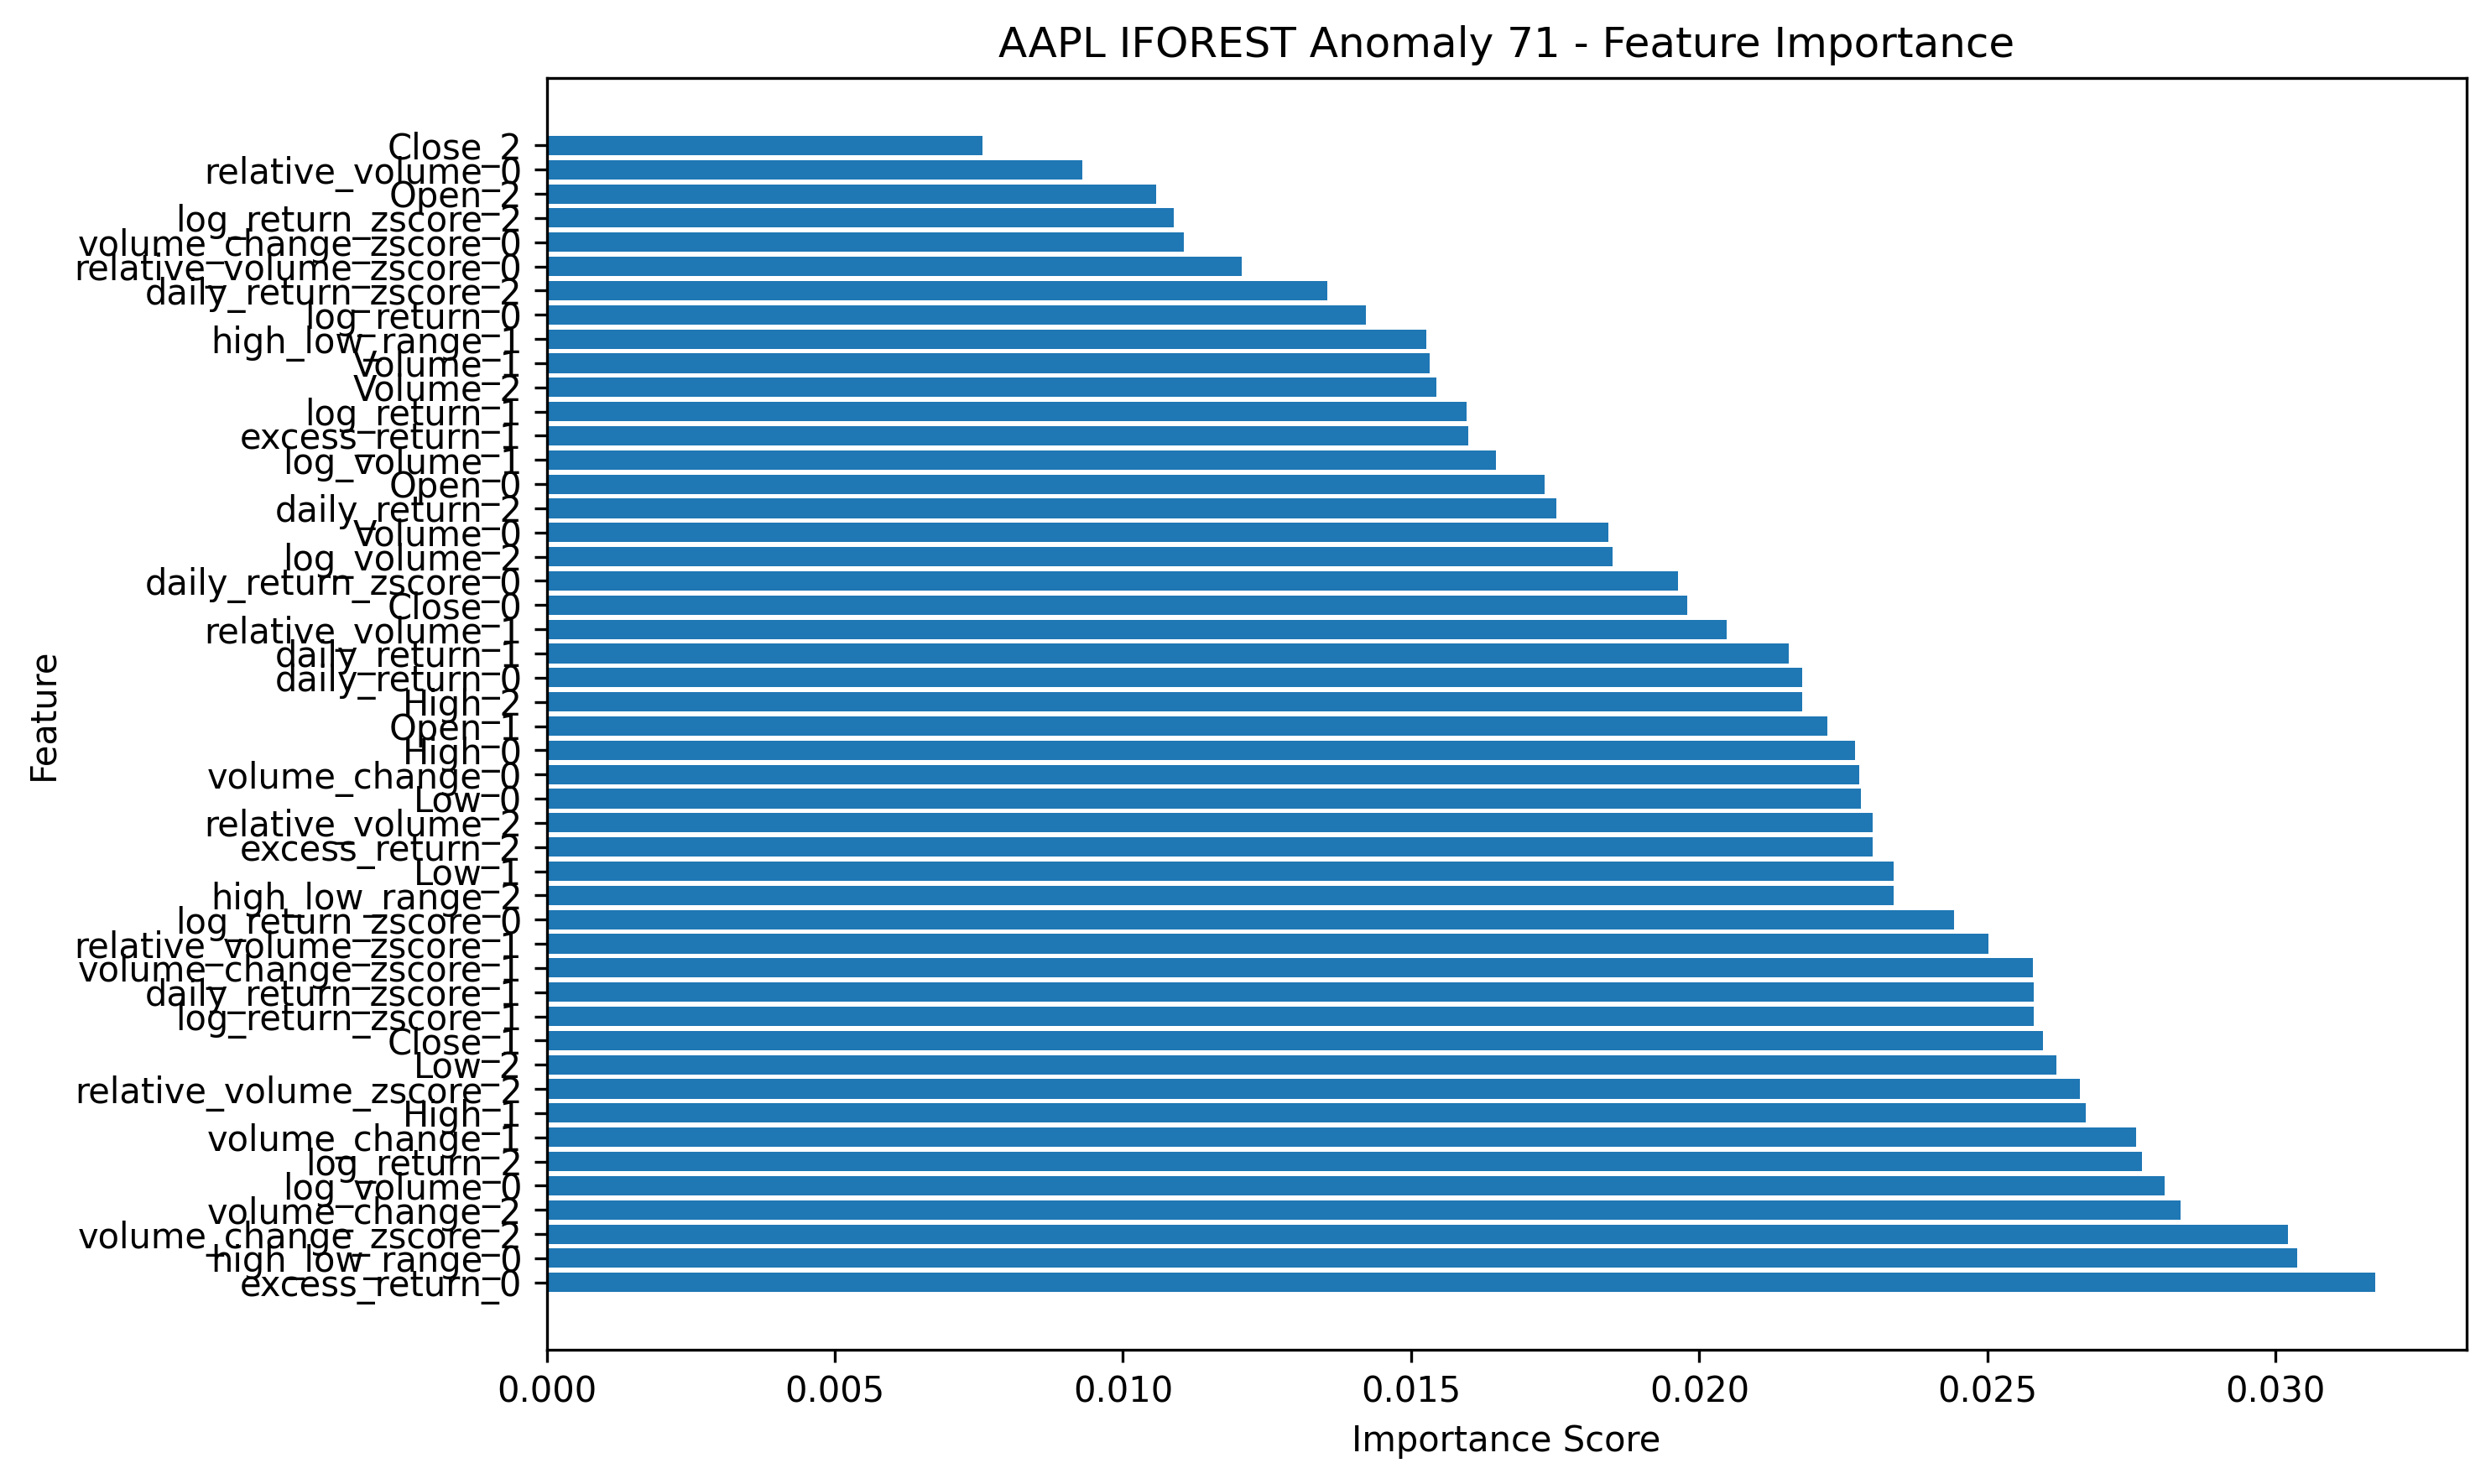 AAPL IFOREST Anomaly 71 - Feature Importance
Close_2
relative_volume_0
Open_2
log_return_zscore_2
volume_change_zscore_0
relative_volume_zscore_0
daily_return_zscore_2
log_return_0
high_low_range_1
Volume_1
Volume_2
log_return_1
excess_return_1
log_volume_1
Open_0
daily_return_2
Volume_0
log_volume_2
daily_return_zscore_0
Close_0
relative_volume_1
daily_return_1
daily_return_0
High_2
Open_1
High_0
volume_change_0
Low_0
relative_volume_2
excess_return_2
Low_1
high_low_range_2
log_return_zscore_0
relative_volume_zscore_1
volume_change_zscore_1
daily_return_zscore_1
log_return_zscore_1
Close_1
Low_2
relative_volume_zscore_2
High_1
volume_change_1
log_return_2
log_volume_0
volume_change_2
volume_change_zscore_2
high_low_range_0
excess_return_0
Feature
0.000 0.005 0.010 0.015 0.020 0.025 0.030
Importance Score